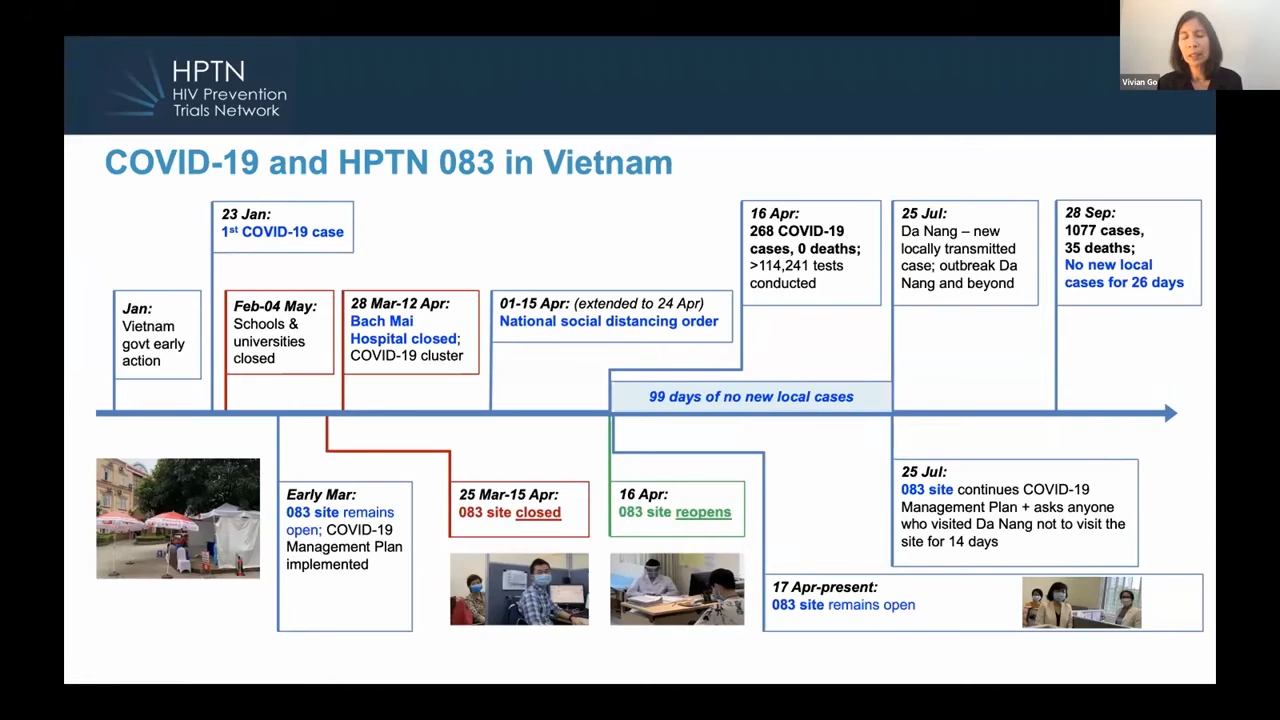 HPTN
HIV Prevention
Trials Network
Vivian Go
COVID-19 and HPTN 083 in Vietnam
Jan:
Vietnam
govt early
action
23 Jan:
1st COVID-19 case
Feb-04 May:
Schools &
universities
closed
28 Mar-12 Apr:
Bach Mai
Hospital closed;
COVID-19 cluster
01-15 Apr: (extended to 24 Apr)
National social distancing order
16 Apr:
268 COVID-19
cases, 0 deaths;
>114,241 tests
conducted
25 Jul:
Da Nang – new
locally transmitted
case; outbreak Da
Nang and beyond
28 Sep:
1077 cases,
35 deaths;
No new local
cases for 26 days
99 days of no new local cases
Early Mar:
083 site remains
open; COVID-19
Management Plan
implemented
25 Mar-15 Apr:
083 site closed
16 Apr:
083 site reopens
25 Jul:
083 site continues COVID-19
Management Plan + asks anyone
who visited Da Nang not to visit the
site for 14 days
17 Apr-present:
083 site remains open